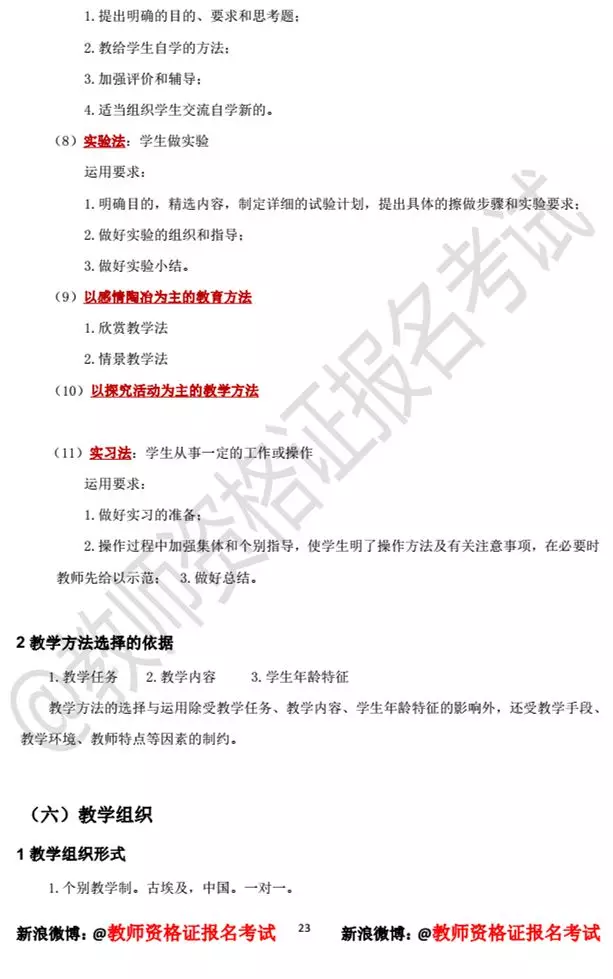 1.提出明确的目的、要求和思考题；
2.教给学生自学的方法；
3.加强评价和辅导；
4.适当组织学生交流自学新的。
（8）实验法：学生做实验
运用要求：
1.明确目的，精选内容，制定详细的试验计划，提出具体的擦做步骤和实验要求；
2.做好实验的组织和指导；
3.做好实验小结。
（9）以感情陶冶为主的教育方法
1.欣赏教学法
2.情景教学法
（10）以探究活动为主的教学方法
（11）实习法：学生从事一定的工作或操作
运用要求：
1.做好实习的准备；
2.操作过程中加强集体和个别指导，使学生明了操作方法及有关注意事项，在必要时
教师先给以示范； 3.做好总结。
2 教学方法选择的依据
1.教学任务 2.教学内容 3.学生年龄特征
教学方法的选择与运用除受教学任务、教学内容、学生年龄特征的影响外，还受教学手段、
教学环境、教师特点等因素的制约。
（六）教学组织
1 教学组织形式
1.个别教学制。古埃及，中国。一对一。
新浪微博：@教师资格证报名考试 23 新浪微博：@教师资格证报名考试
@教师资格证报名考试